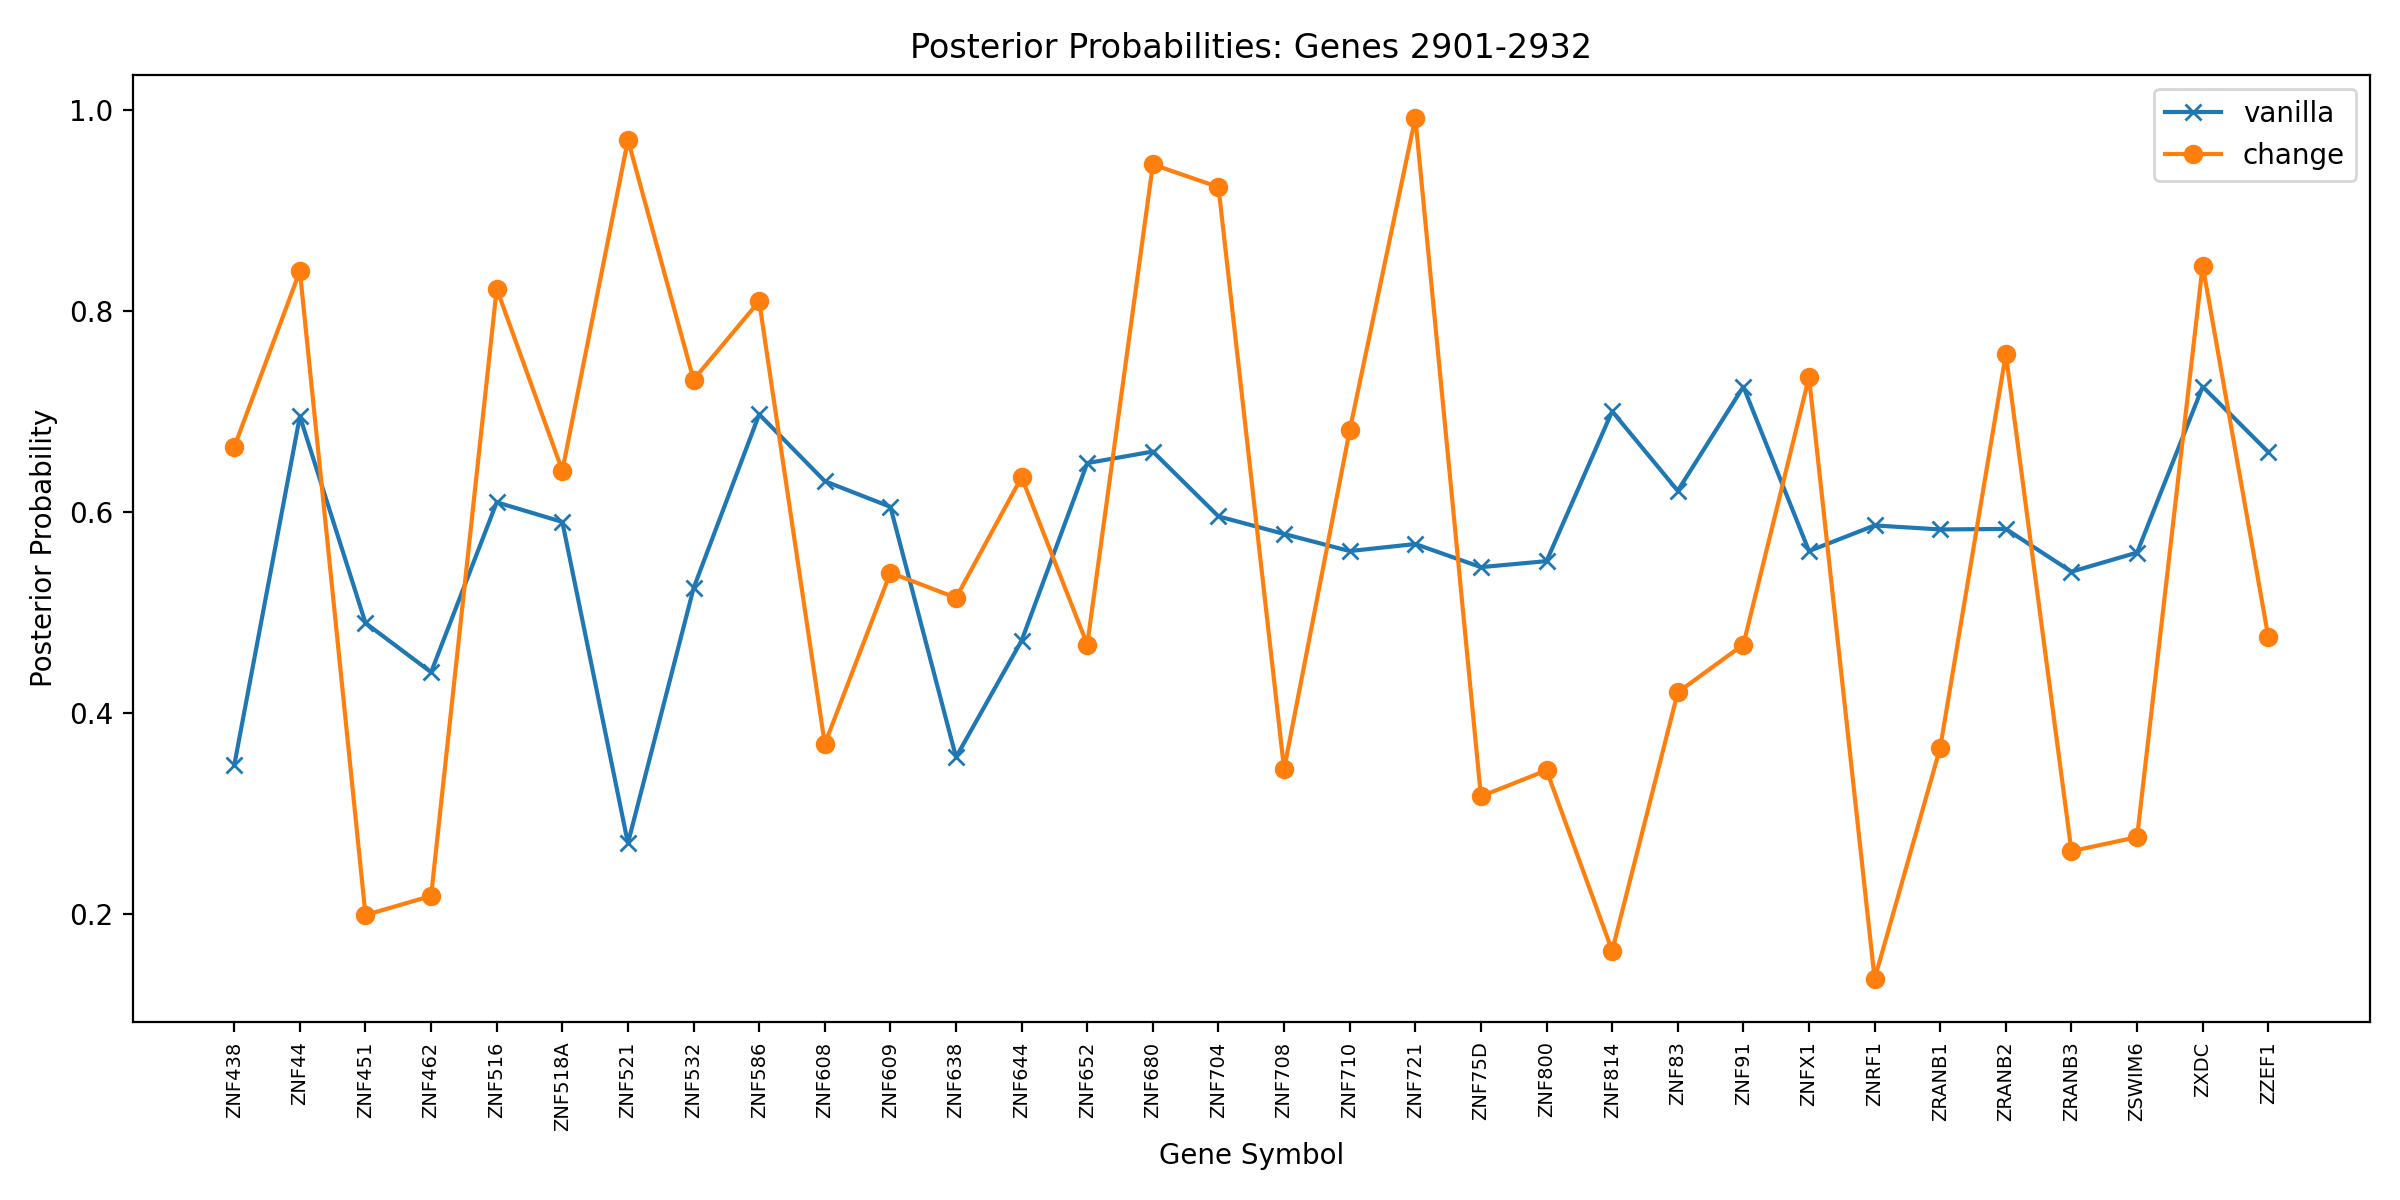 Posterior Probabilities: Genes 2901-2932
vanilla
change
Posterior Probability
1.0
0.8
0.6
0.4
0.2
ZNF438
ZNF44
ZNF451
ZNF462
ZNF516
ZNF518A
ZNF521
ZNF532
ZNF586
ZNF608
ZNF609
ZNF638
ZNF644
ZNF652
ZNF680
ZNF704
ZNF708
ZNF710
ZNF721
ZNF75D
ZNF800
ZNF814
ZNF83
ZNF91
ZNFX1
ZNRF1
ZRANB1
ZRANB2
ZRANB3
ZSWIM6
ZXDC
ZZEF1
Gene Symbol